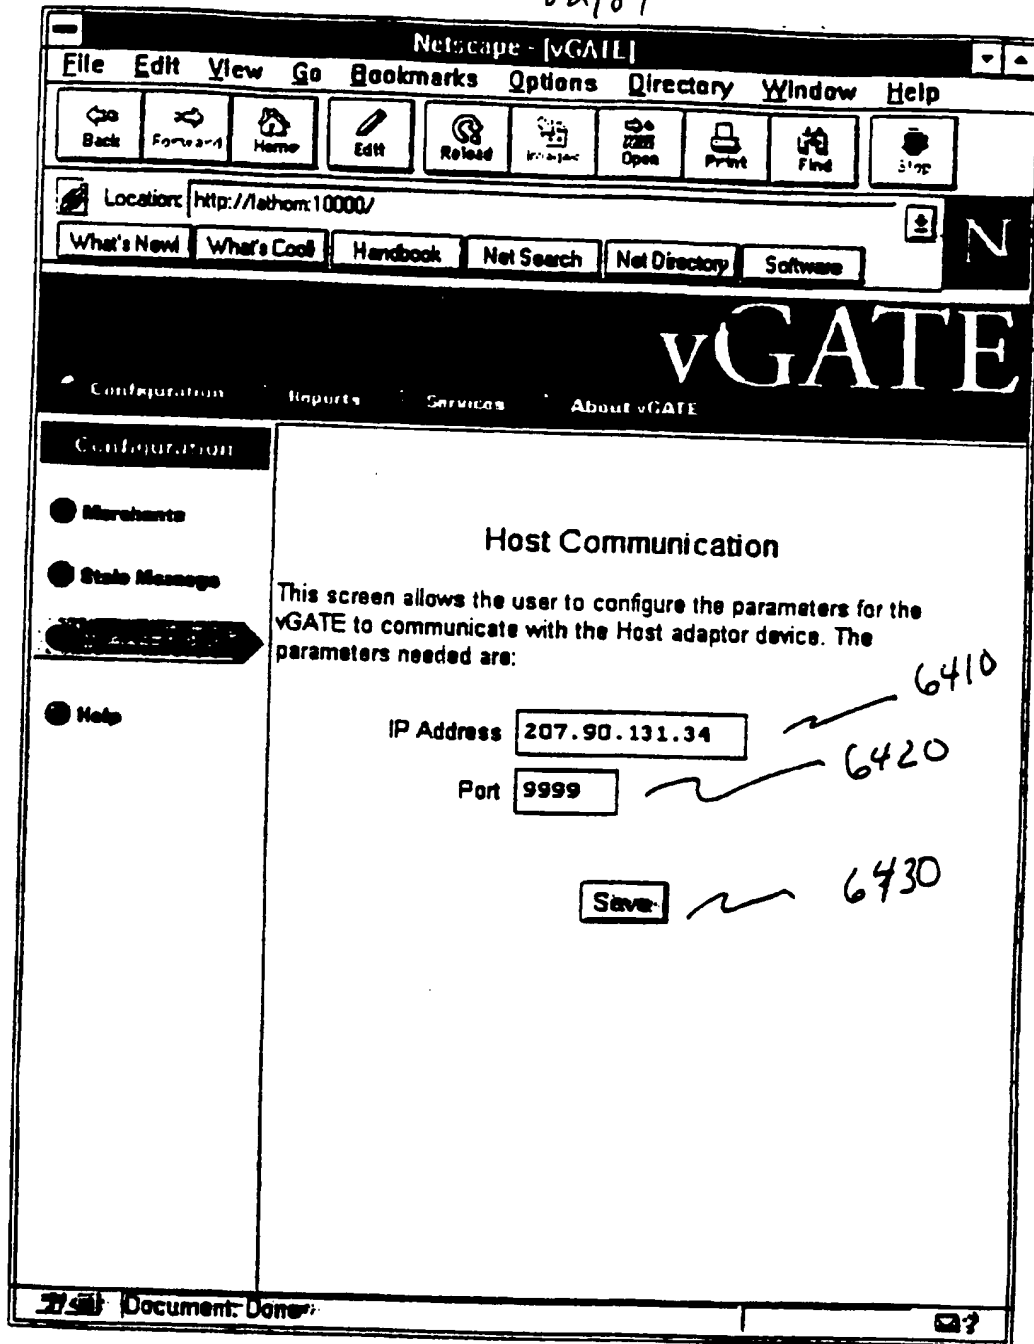 Netscape - [vGATE]
File Edit View Go Bookmarks Options Directory Window Help
Back Forward Home Edit Reload Images Open Print Find Stop
Location: http://fathom:10000/
What's New! What's Cool! Handbook Net Search Net Directory Software
vGATE
Configuration Reports Services About vGATE
Configuration
Merchants
Stale Message
Help
Host Communication
This screen allows the user to configure the parameters for the
vGATE to communicate with the Host adaptor device. The
parameters needed are:
6410
IP Address 207.90.131.34
6420
Port 9999
6430
Save
Document: Done